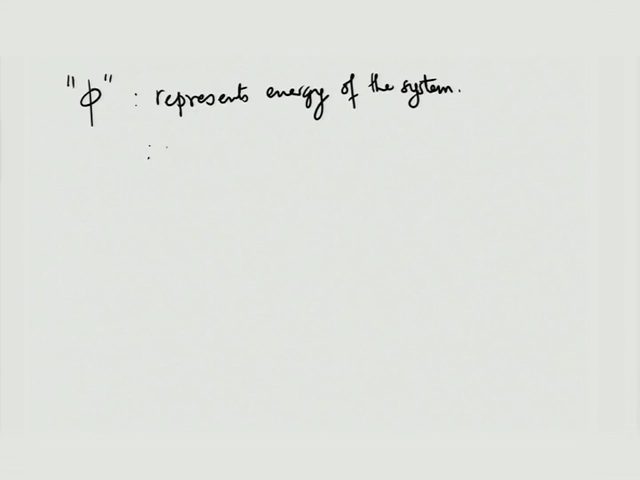 "ϕ" : represents energy of the system.
: